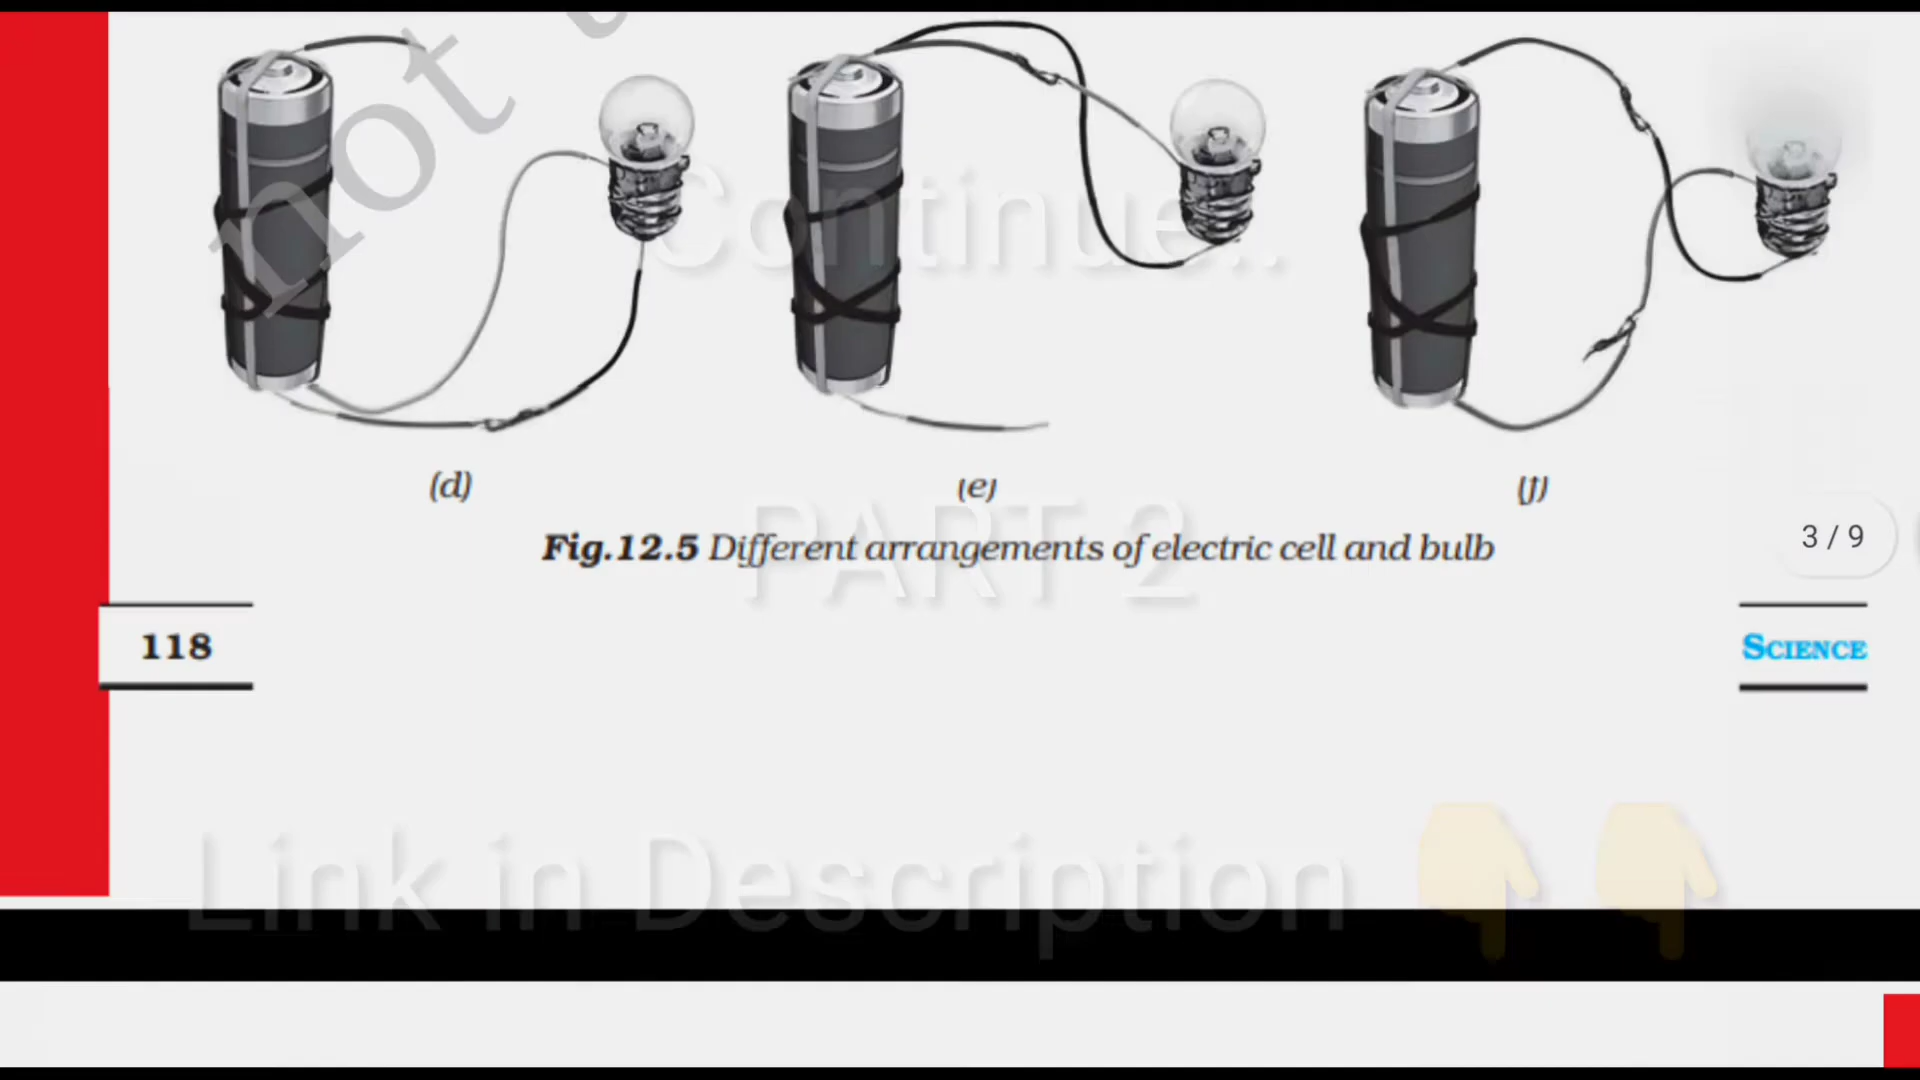 not
Continue..
(d)
(e)
(f)
PART 2
Fig.12.5 Different arrangements of electric cell and bulb
3 / 9
118
SCIENCE
Link in Description 👇 👇